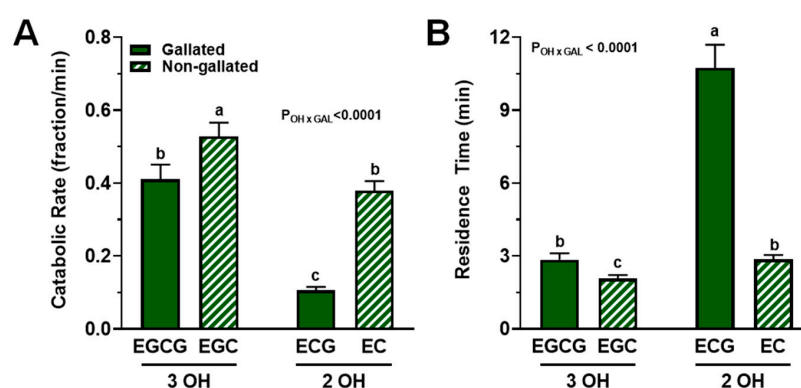 A
Catabolic Rate (fraction/min)
0.8
0.6
0.4
0.2
0.0
Gallated
Non-gallated
P OH x GAL <0.0001
b
a
c
b
EGCG EGC ECG EC
3 OH 2 OH
B
Residence Time (min)
12
9
6
3
0
P OH x GAL < 0.0001
b
c
a
b
EGCG EGC ECG EC
3 OH 2 OH